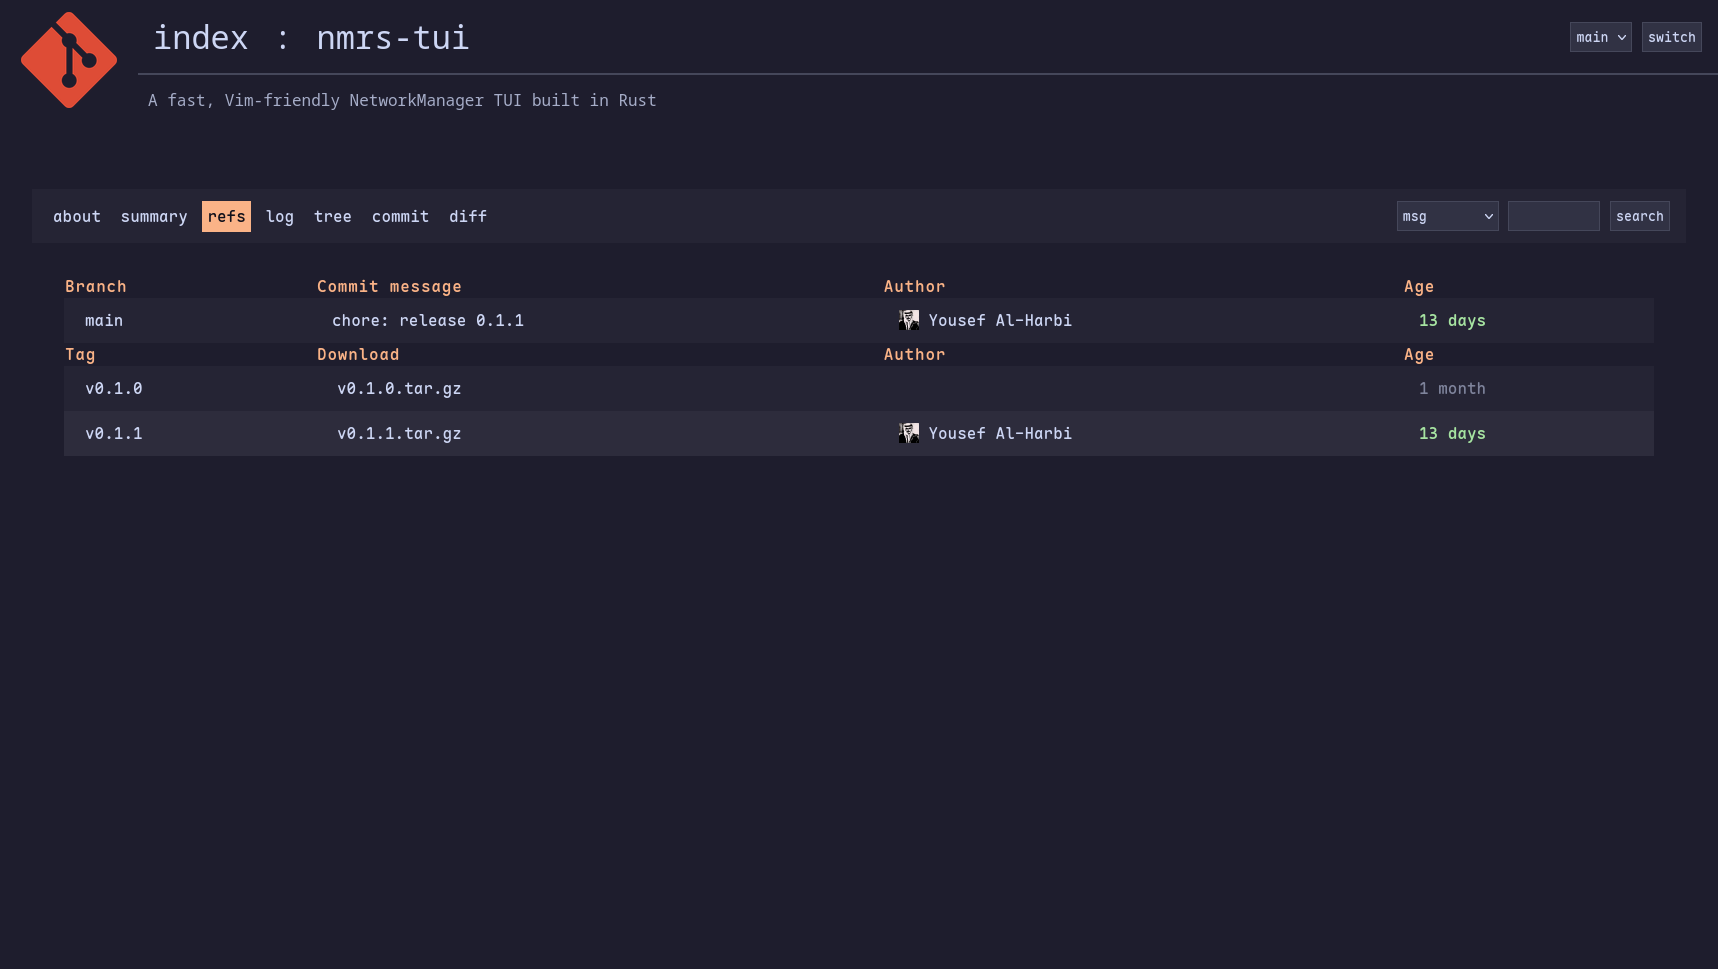 index : nmrs-tui
main switch
A fast, Vim-friendly NetworkManager TUI built in Rust
about summary refs log tree commit diff msg search
Branch Commit message Author Age
main chore: release 0.1.1 Yousef Al-Harbi 13 days
Tag Download Author Age
v0.1.0 v0.1.0.tar.gz 1 month
v0.1.1 v0.1.1.tar.gz Yousef Al-Harbi 13 days